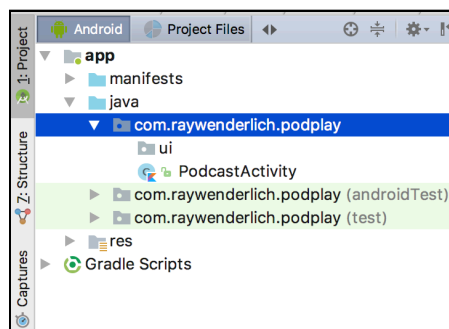 Android
Project Files
1: Project
app
manifests
java
com.raywenderlich.podplay
ui
PodcastActivity
com.raywenderlich.podplay (androidTest)
com.raywenderlich.podplay (test)
res
Gradle Scripts
Z: Structure
Captures